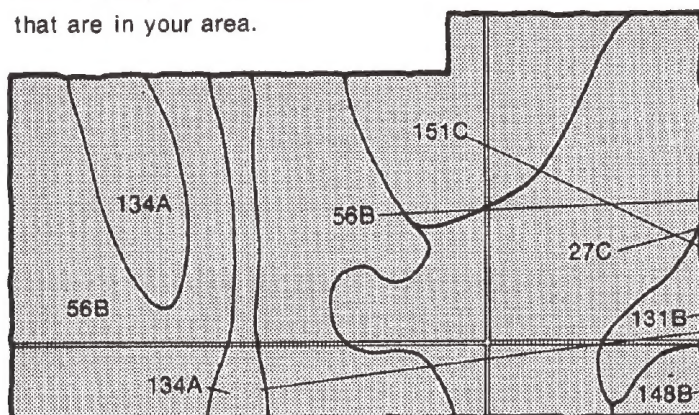 that are in your area.
151C
134A
56B
27C
56B
131B
134A
148B